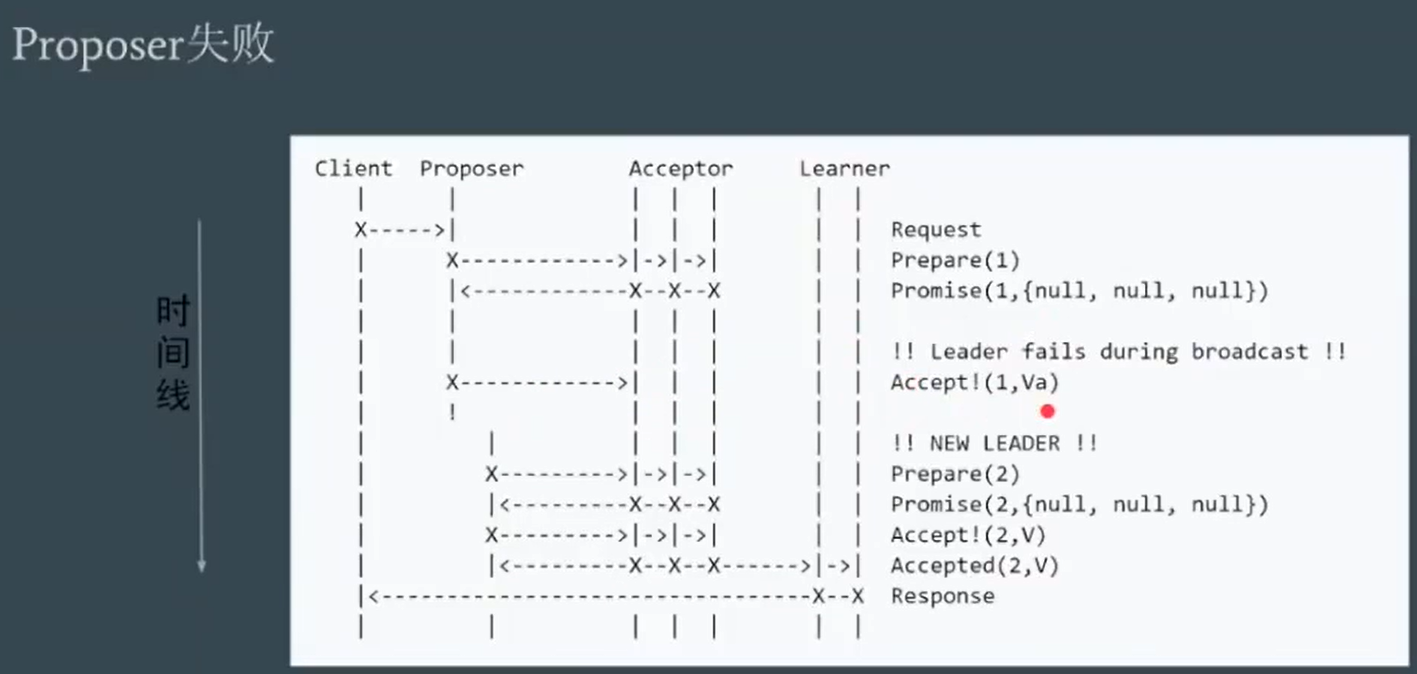 Proposer失败
时间线
Client Proposer Acceptor Learner
| | | | | | |
X----->| | | | | | Request
| X------------>|->|->| | | Prepare(1)
| |<------------X--X--X | | Promise(1,{null, null, null})
| | | | | | |
| | | | | | | !! Leader fails during broadcast !!
| X------------>| | | | | Accept!(1,Va)
| ! | | | | |
| | | | | | | !! NEW LEADER !!
| X--------->|->|->| | | Prepare(2)
| |<---------X--X--X | | Promise(2,{null, null, null})
| X--------->|->|->| | | Accept!(2,V)
| |<---------X--X--X------>|->| Accepted(2,V)
|<---------------------------------X--X Response
| | | | | | |